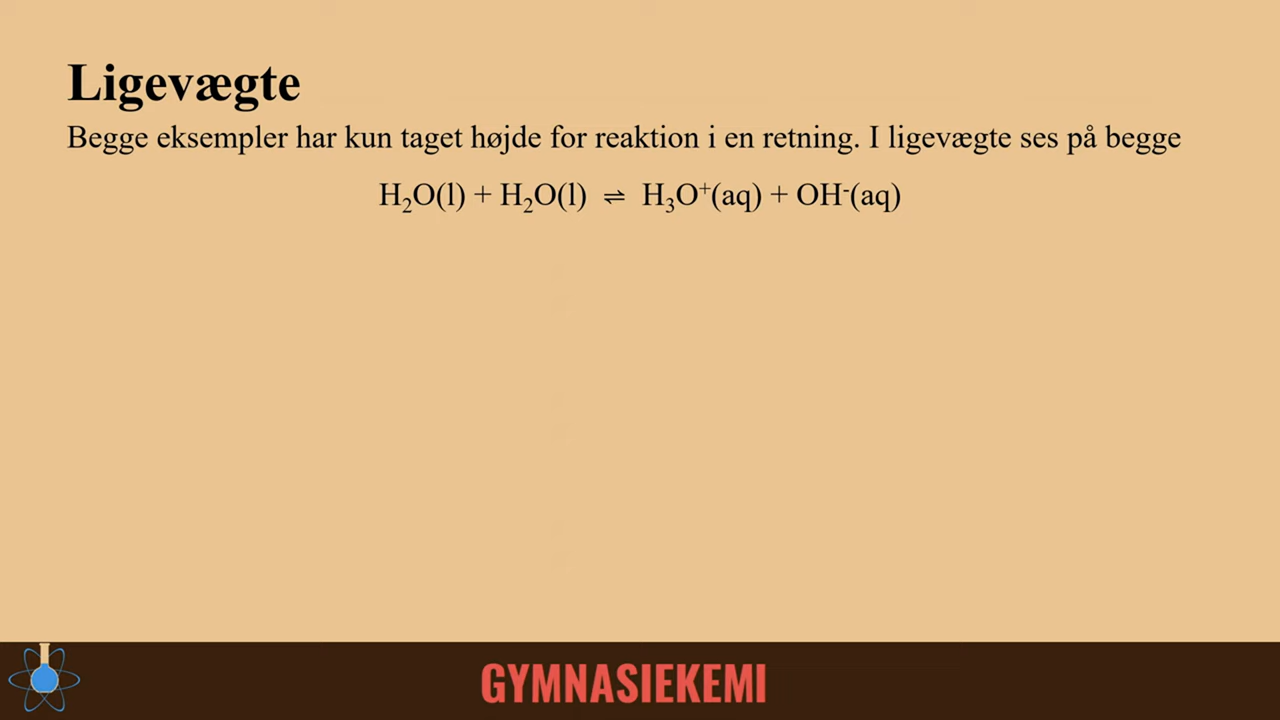 Ligevægte
Begge eksempler har kun taget højde for reaktion i en retning. I ligevægte ses på begge
H₂O(l) + H₂O(l) ⇌ H₃O⁺(aq) + OH⁻(aq)
GYMNASIEKEMI